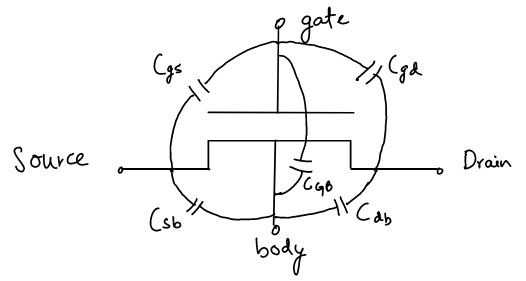 gate
Cgs
Cgd
Source
Drain
CGB
Csb
Cdb
body